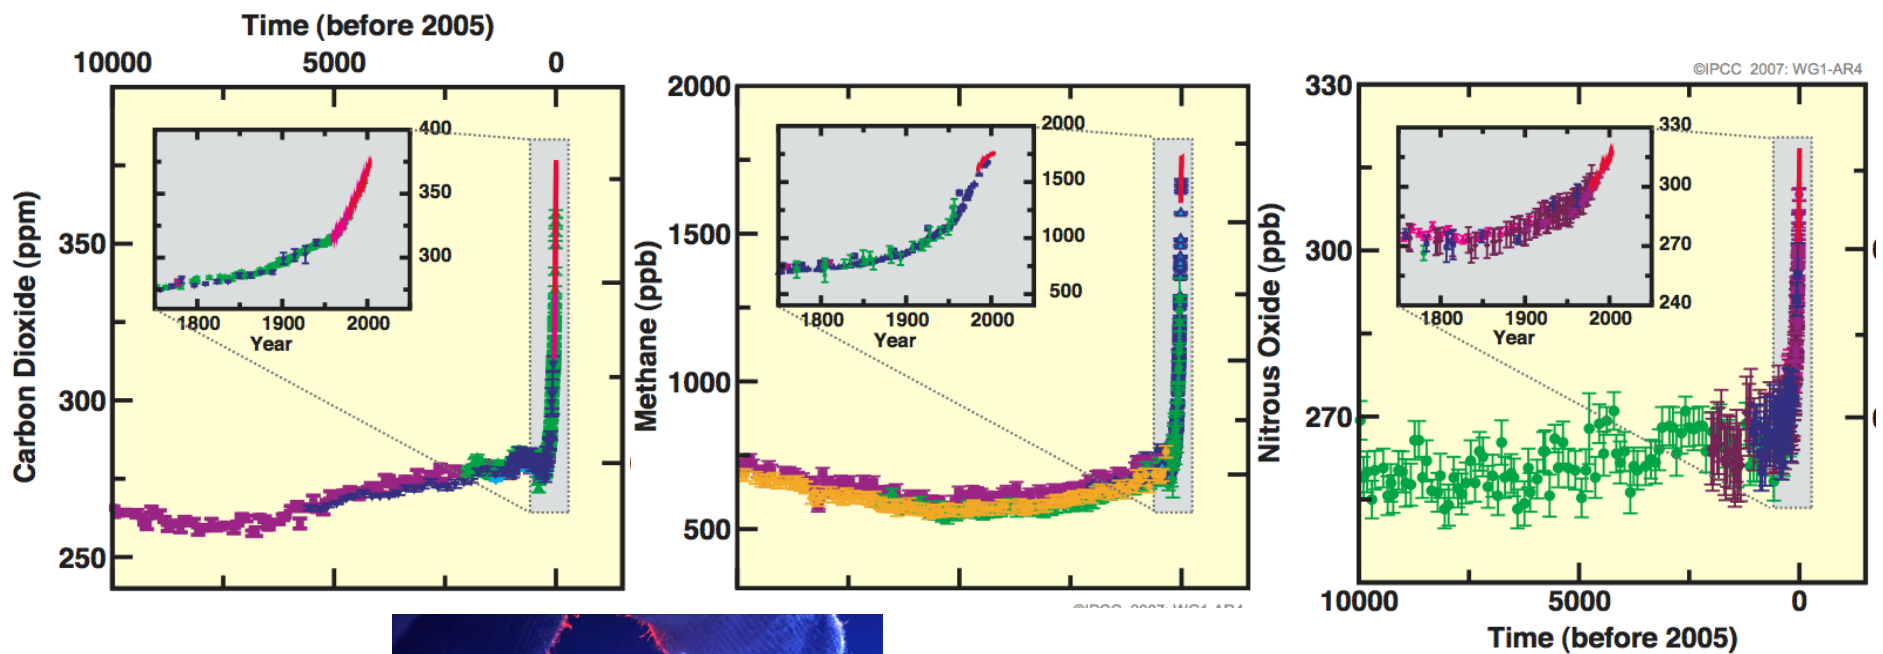 Time (before 2005)
10000 5000 0
Carbon Dioxide (ppm)
350
300
250
400
350
300
1800 1900 2000
Year
Methane (ppb)
2000
1500
1000
500
2000
1500
1000
500
1800 1900 2000
Year
©IPCC 2007: WG1-AR4
Nitrous Oxide (ppb)
330
300
270
330
300
270
240
1800 1900 2000
Year
10000 5000 0
Time (before 2005)